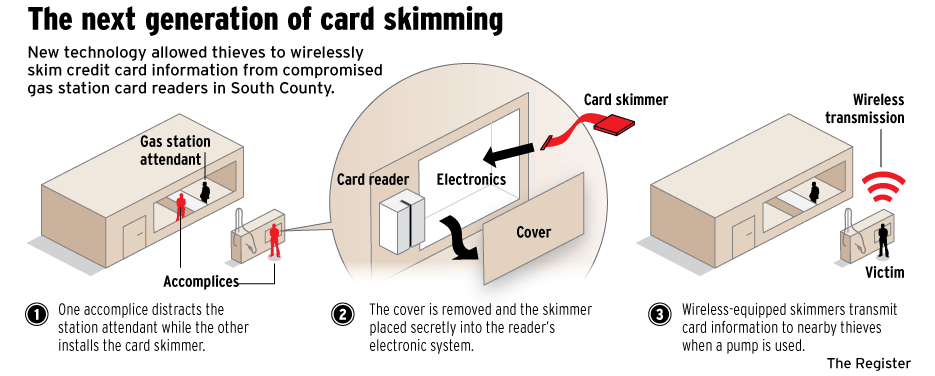 The next generation of card skimming
New technology allowed thieves to wirelessly
skim credit card information from compromised
gas station card readers in South County.
Gas station
attendant
Accomplices
Card reader
Electronics
Card skimmer
Cover
Wireless
transmission
Victim
1 One accomplice distracts the
station attendant while the other
installs the card skimmer.
2 The cover is removed and the skimmer
placed secretly into the reader's
electronic system.
3 Wireless-equipped skimmers transmit
card information to nearby thieves
when a pump is used.
The Register